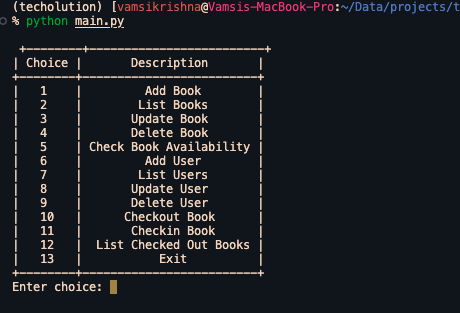 (techolution) [vamsikrishna@Vamsis-MacBook-Pro:~/Data/projects/t
% python main.py
+--------+-------------------------+
| Choice |       Description       |
+--------+-------------------------+
|   1    |        Add Book         |
|   2    |       List Books        |
|   3    |       Update Book       |
|   4    |       Delete Book       |
|   5    | Check Book Availability |
|   6    |        Add User         |
|   7    |       List Users        |
|   8    |       Update User       |
|   9    |       Delete User       |
|   10   |      Checkout Book      |
|   11   |      Checkin Book       |
|   12   |  List Checked Out Books |
|   13   |          Exit           |
+--------+-------------------------+
Enter choice: